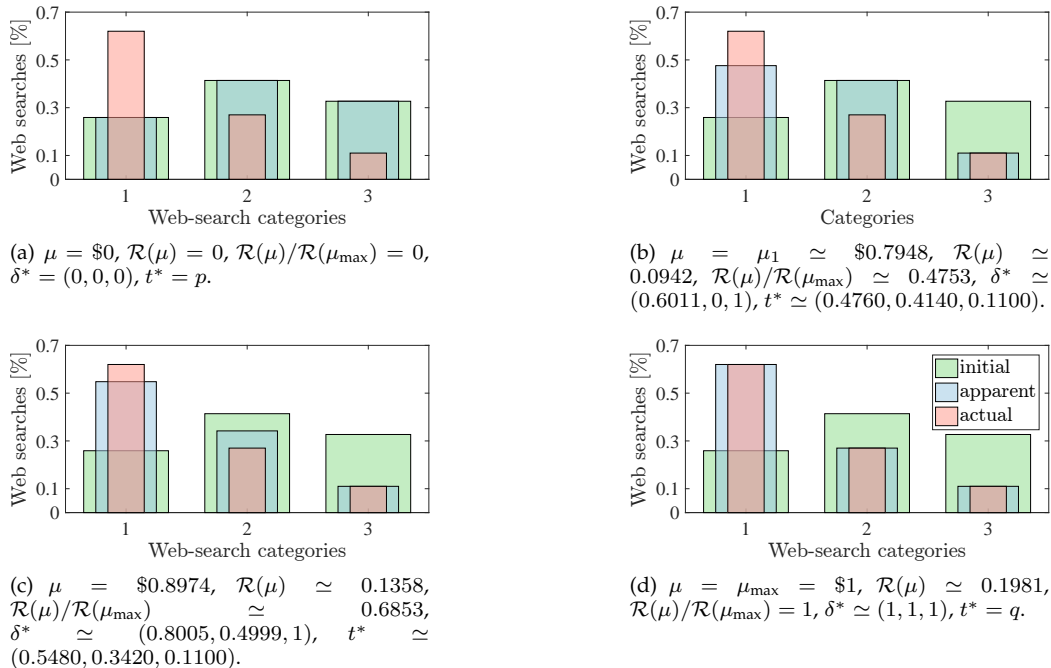 0.7
0.5
0.3
0.1
0
Web searches [%]
1 2 3
Web-search categories
(a) μ = $0, R(μ) = 0, R(μ)/R(μmax) = 0,
δ* = (0, 0, 0), t* = p.
0.7
0.5
0.3
0.1
0
Web searches [%]
1 2 3
Categories
(b) μ = μ1 ≃ $0.7948, R(μ) ≃
0.0942, R(μ)/R(μmax) ≃ 0.4753, δ* ≃
(0.6011, 0, 1), t* ≃ (0.4760, 0.4140, 0.1100).
0.7
0.5
0.3
0.1
0
Web searches [%]
1 2 3
Web-search categories
(c) μ = $0.8974, R(μ) ≃ 0.1358,
R(μ)/R(μmax) ≃ 0.6853,
δ* ≃ (0.8005, 0.4999, 1), t* ≃
(0.5480, 0.3420, 0.1100).
0.7
0.5
0.3
0.1
0
Web searches [%]
initial
apparent
actual
1 2 3
Web-search categories
(d) μ = μmax = $1, R(μ) ≃ 0.1981,
R(μ)/R(μmax) = 1, δ* ≃ (1, 1, 1), t* = q.